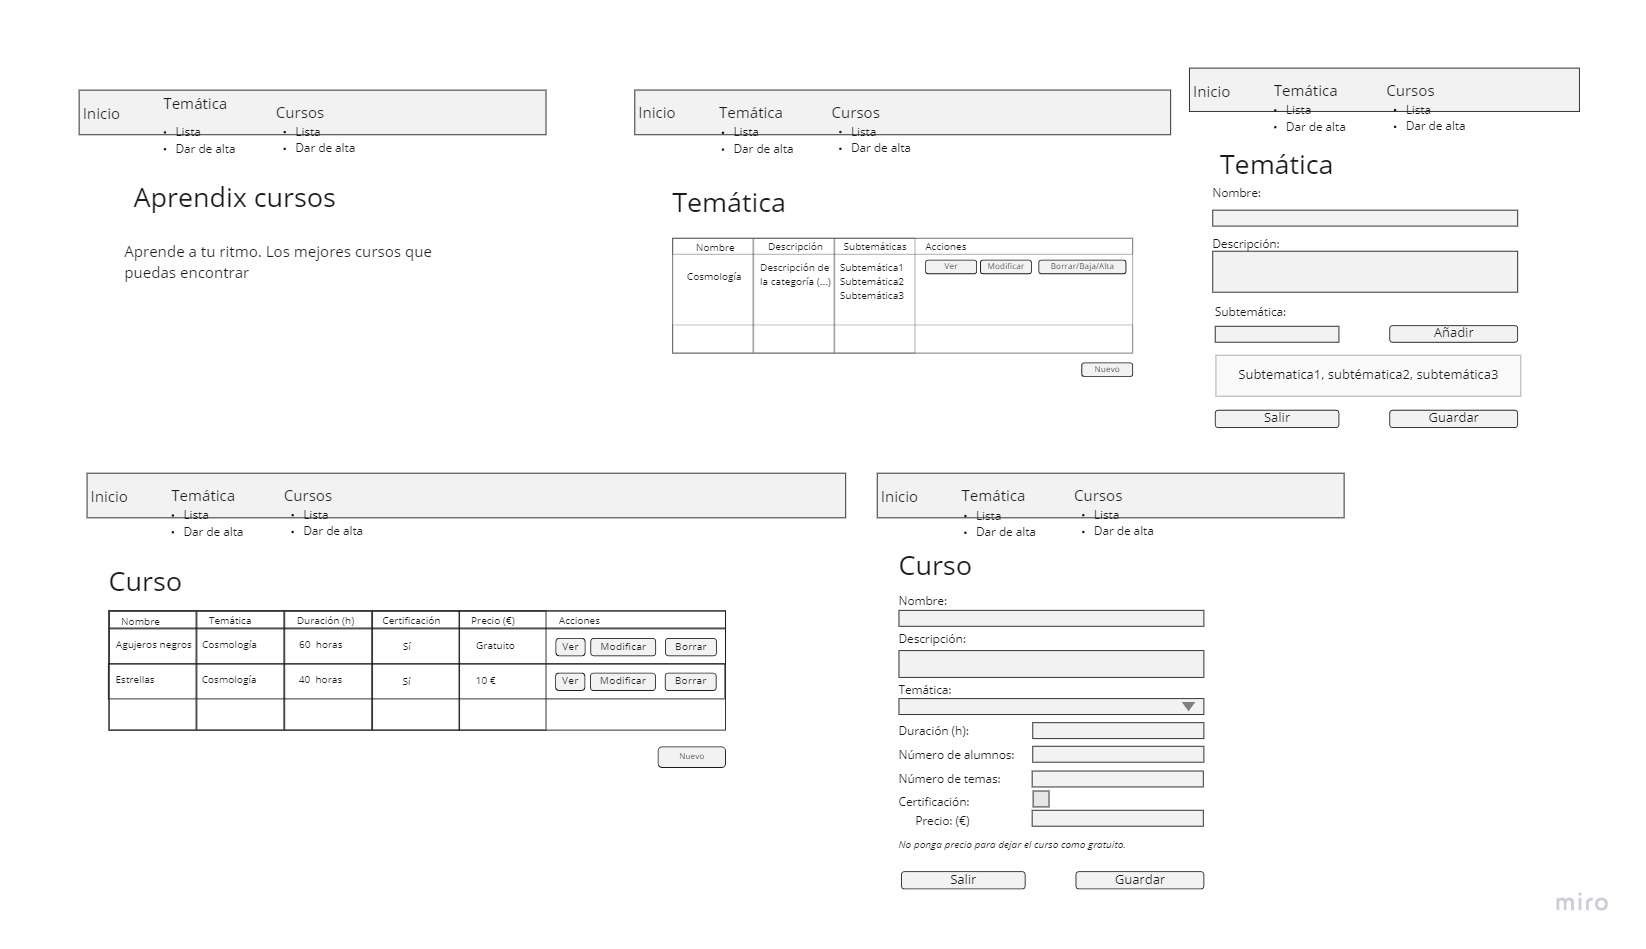 Inicio
Temática
Cursos
• Lista
• Lista
• Dar de alta
• Dar de alta
Aprendix cursos
Aprende a tu ritmo. Los mejores cursos que
puedas encontrar
Inicio
Temática
Cursos
• Lista
• Lista
• Dar de alta
• Dar de alta
Temática
Nombre
Descripción
Subtemáticas
Acciones
Cosmología
Descripción de
la categoría (...)
Subtemática1
Subtemática2
Subtemática3
Ver
Modificar
Borrar/Baja/Alta
Nuevo
Inicio
Temática
Cursos
• Lista
• Lista
• Dar de alta
• Dar de alta
Temática
Nombre:
Descripción:
Subtemática:
Añadir
Subtematica1, subtématica2, subtemática3
Salir
Guardar
Inicio
Temática
Cursos
• Lista
• Lista
• Dar de alta
• Dar de alta
Curso
Nombre
Temática
Duración (h)
Certificación
Precio (€)
Acciones
Agujeros negros
Cosmología
60 horas
Sí
Gratuito
Ver
Modificar
Borrar
Estrellas
Cosmología
40 horas
Sí
10 €
Ver
Modificar
Borrar
Nuevo
Inicio
Temática
Cursos
• Lista
• Lista
• Dar de alta
• Dar de alta
Curso
Nombre:
Descripción:
Temática:
Duración (h):
Número de alumnos:
Número de temas:
Certificación:
Precio: (€)
No ponga precio para dejar el curso como gratuito.
Salir
Guardar
miro